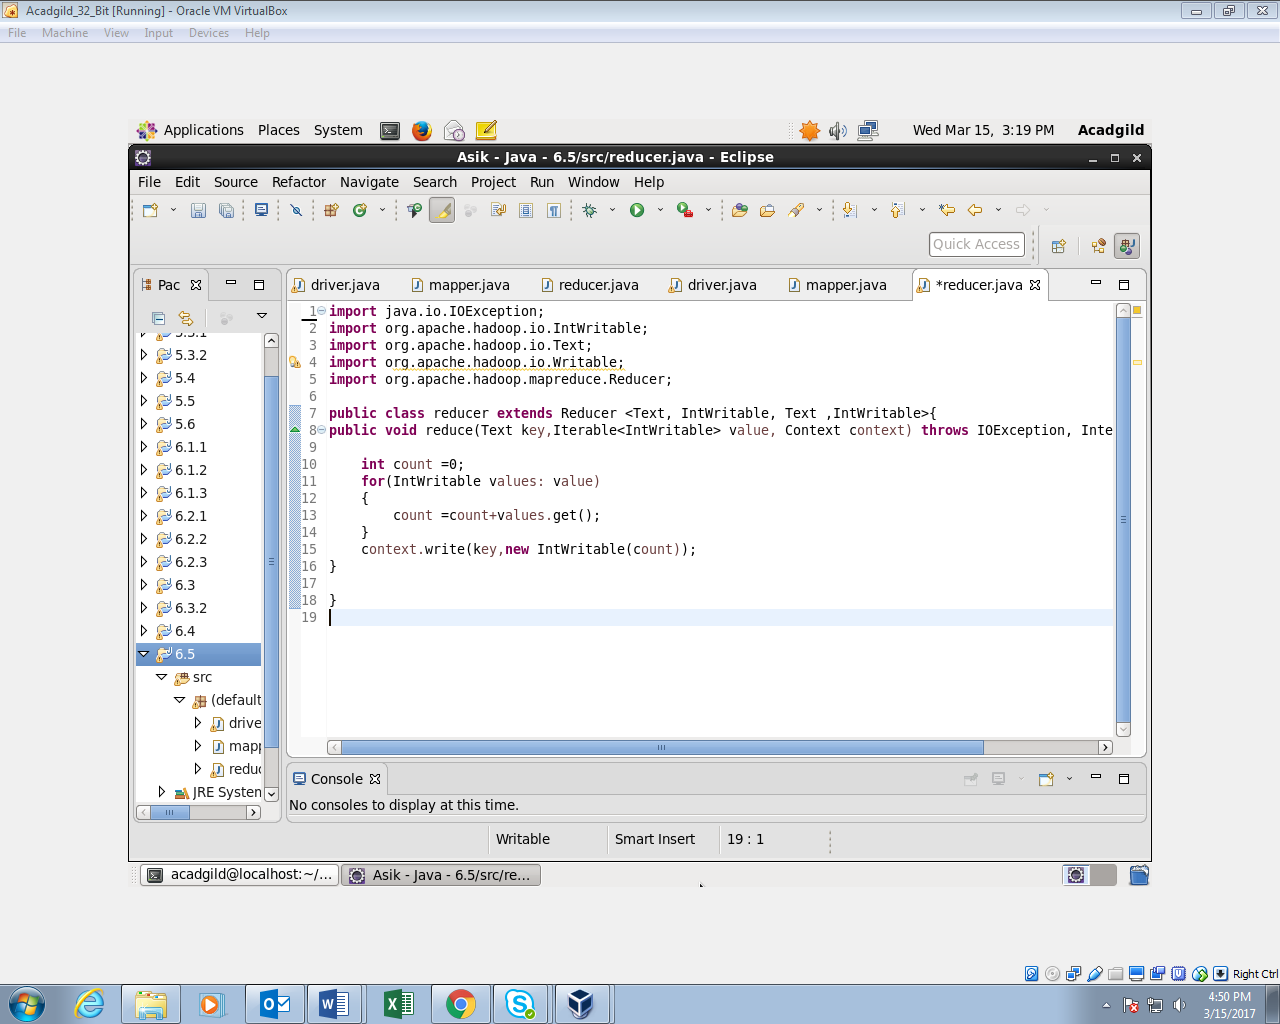 Acadgild_32_Bit [Running] - Oracle VM VirtualBox
File Machine View Input Devices Help
Applications Places System Wed Mar 15, 3:19 PM Acadgild
Asik - Java - 6.5/src/reducer.java - Eclipse
File Edit Source Refactor Navigate Search Project Run Window Help
Quick Access
Pac
driver.java mapper.java reducer.java driver.java mapper.java *reducer.java
5.3.1
5.3.2
5.4
5.5
5.6
6.1.1
6.1.2
6.1.3
6.2.1
6.2.2
6.2.3
6.3
6.3.2
6.4
6.5
src
(default
drive
mapp
reduc
JRE System
1 import java.io.IOException;
2 import org.apache.hadoop.io.IntWritable;
3 import org.apache.hadoop.io.Text;
4 import org.apache.hadoop.io.Writable;
5 import org.apache.hadoop.mapreduce.Reducer;
6
7 public class reducer extends Reducer <Text, IntWritable, Text ,IntWritable>{
8 public void reduce(Text key,Iterable<IntWritable> value, Context context) throws IOException, Inte
9
10 int count =0;
11 for(IntWritable values: value)
12 {
13 count =count+values.get();
14 }
15 context.write(key,new IntWritable(count));
16 }
17
18 }
19
Console
No consoles to display at this time.
Writable Smart Insert 19 : 1
acadgild@localhost:~/... Asik - Java - 6.5/src/re...
Right Ctrl
4:50 PM
3/15/2017